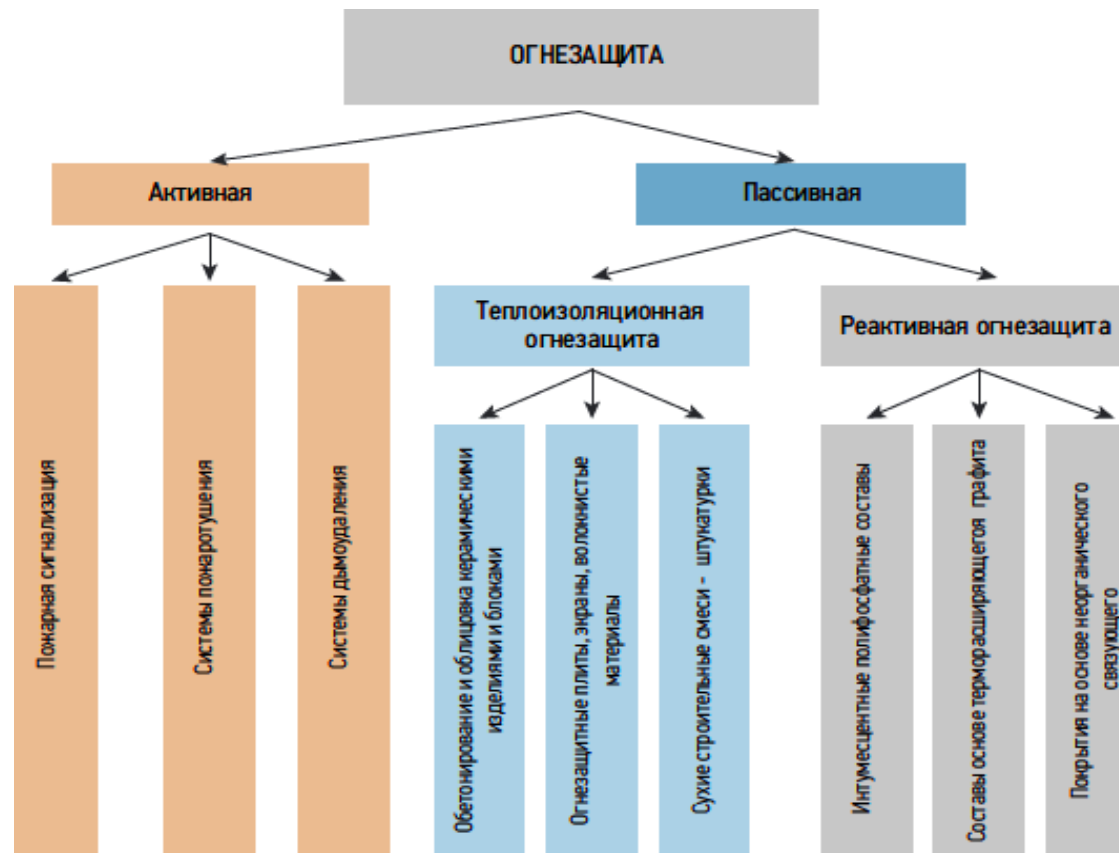 ОГНЕЗАЩИТА
Активная
Пассивная
Теплоизоляционная
огнезащита
Реактивная огнезащита
Пожарная сигнализация
Системы пожаротушения
Системы дымоудаления
Обетонирование и облицовка керамическими
изделиями и блоками
Огнезащитные плиты, экраны, волокнистые
материалы
Сухие строительные смеси - штукатурки
Интумесцентные полифосфатные составы
Составы основе терморасширяющегоя графита
Покрытия на основе неорганического
связующего